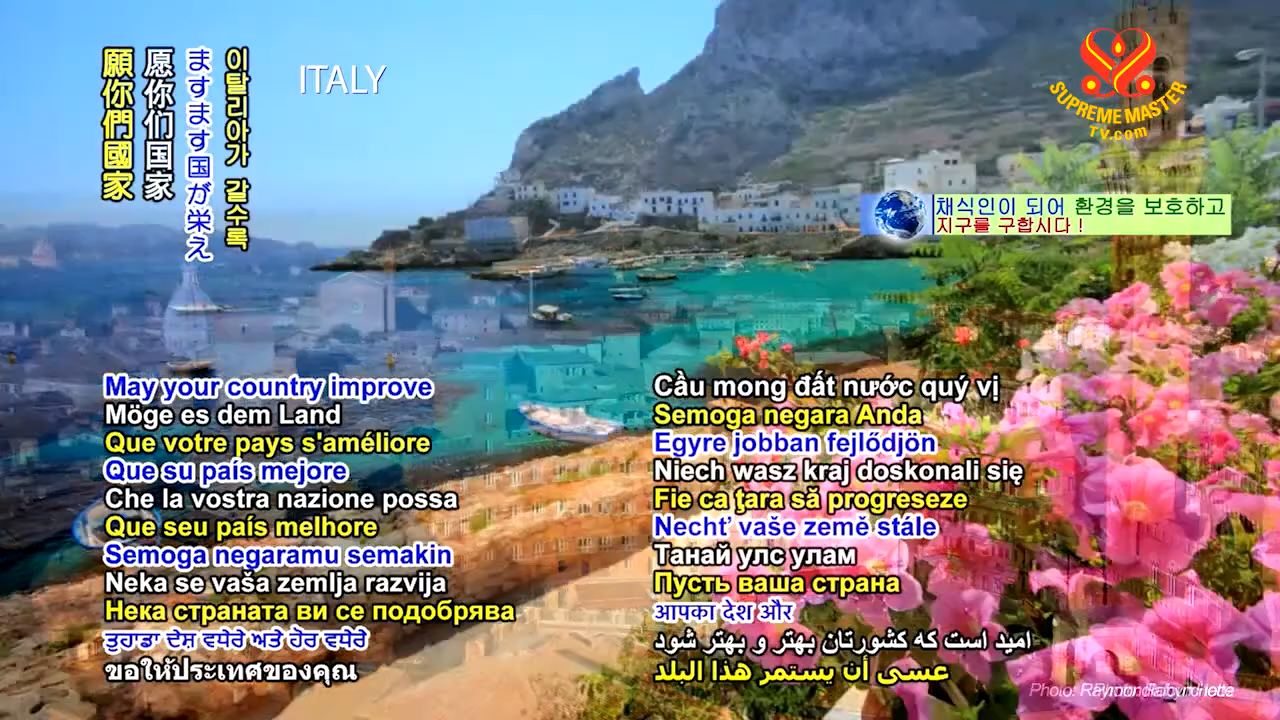 願你們國家
愿你们国家
ますます国が栄え
이탈리아가 갈수록
ITALY
SUPREME MASTER
TV.com
채식인이 되어 환경을 보호하고
지구를 구합시다 !
May your country improve
Möge es dem Land
Que votre pays s'améliore
Que su país mejore
Che la vostra nazione possa
Que seu país melhore
Semoga negaramu semakin
Neka se vaša zemlja razvija
Нека страната ви се подобрява
ਤੁਹਾਡਾ ਦੇਸ਼ ਵਧੇਰੇ ਅਤੇ ਹੋਰ ਵਧੇਰੇ
ขอให้ประเทศของคุณ
Cầu mong đất nước quý vị
Semoga negara Anda
Egyre jobban fejlődjön
Niech wasz kraj doskonali się
Fie ca ţara să progreseze
Nechť vaše země stále
Танай улс улам
Пусть ваша страна
आपका देश और
امید است که کشورتان بهتر و بهتر شود
عسى أن يستمر هذا البلد
Photo: